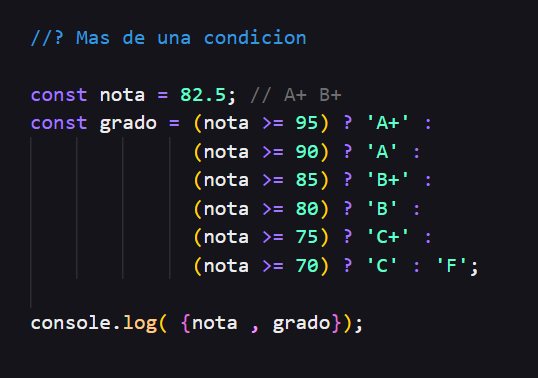 //? Mas de una condicion
const nota = 82.5; // A+ B+
const grado = (nota >= 95) ? 'A+' :
(nota >= 90) ? 'A' :
(nota >= 85) ? 'B+' :
(nota >= 80) ? 'B' :
(nota >= 75) ? 'C+' :
(nota >= 70) ? 'C' : 'F';
console.log( {nota , grado});